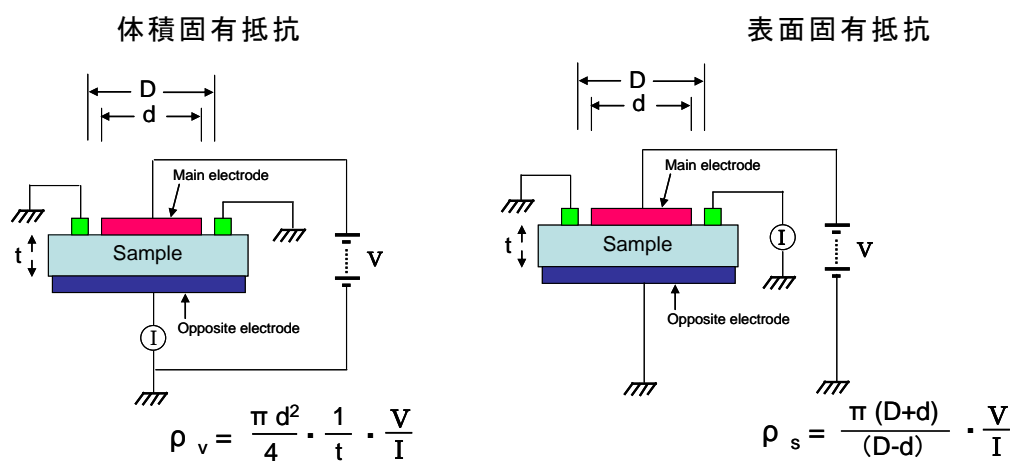 体積固有抵抗
D
d
Main electrode
t
Sample
V
Opposite electrode
I
ρ v = π d² / 4 · 1 / t · V / I
表面固有抵抗
D
d
Main electrode
t
Sample
I
V
Opposite electrode
ρ s = π (D+d) / (D-d) · V / I